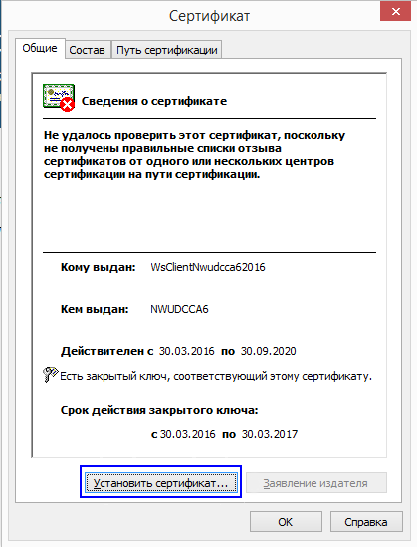 Сертификат
Общие Состав Путь сертификации
Сведения о сертификате
Не удалось проверить этот сертификат, поскольку
не получены правильные списки отзыва
сертификатов от одного или нескольких центров
сертификации на пути сертификации.
Кому выдан: WsClientNwudcca62016
Кем выдан: NWUDCCA6
Действителен с 30.03.2016 по 30.09.2020
Есть закрытый ключ, соответствующий этому сертификату.
Срок действия закрытого ключа:
с 30.03.2016 по 30.03.2017
Установить сертификат... Заявление издателя
ОК Справка